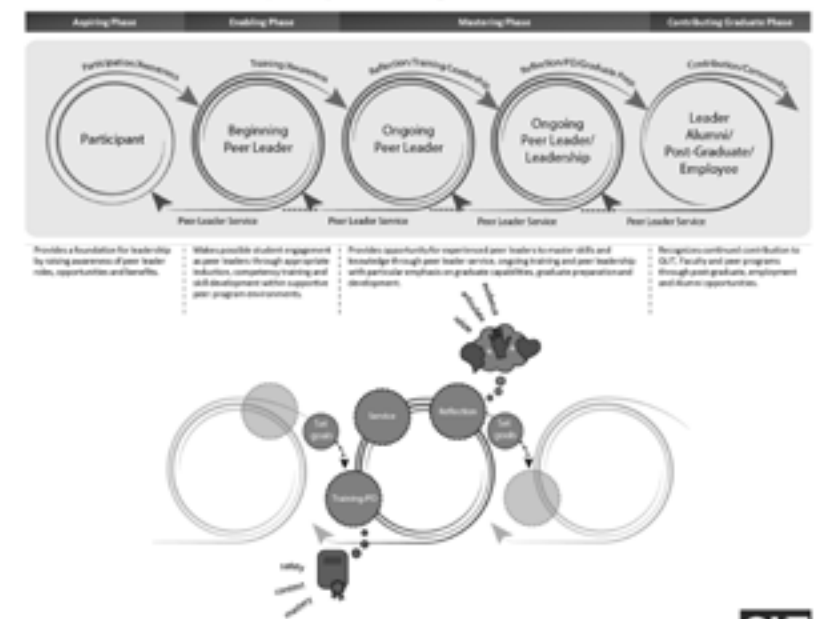 Aspiring Phase
Enabling Phase
Mastering Phase
Contributing Graduate Phase
Participation/Awareness
Training/Awareness
Reflection/Training/Leadership
Reflection/PD/Graduate
Contribution/Community
Participant
Beginning
Peer Leader
Ongoing
Peer Leader
Ongoing
Peer Leader/
Leadership
Leader
Alumni/
Post-Graduate/
Employee
Peer Leader Service
Peer Leader Service
Peer Leader Service
Peer Leader Service
Provides a foundation for leadership
by raising awareness of peer leader
roles, opportunities and benefits.
Makes possible student engagement
as peer leaders through appropriate
induction, competency training and
skill development within supportive
peer program environments.
Provides opportunity for experienced peer leaders to master skills and
knowledge through peer leader service, ongoing training and peer leadership
with particular emphasis on graduate capabilities, graduate preparation and
development.
Recognises continued contribution to
QUT, Faculty and peer programs
through post-graduate, employment
and alumni opportunities.
Service
Reflection
Set
goals
Set
goals
Training/PD
safety
connect
mastery